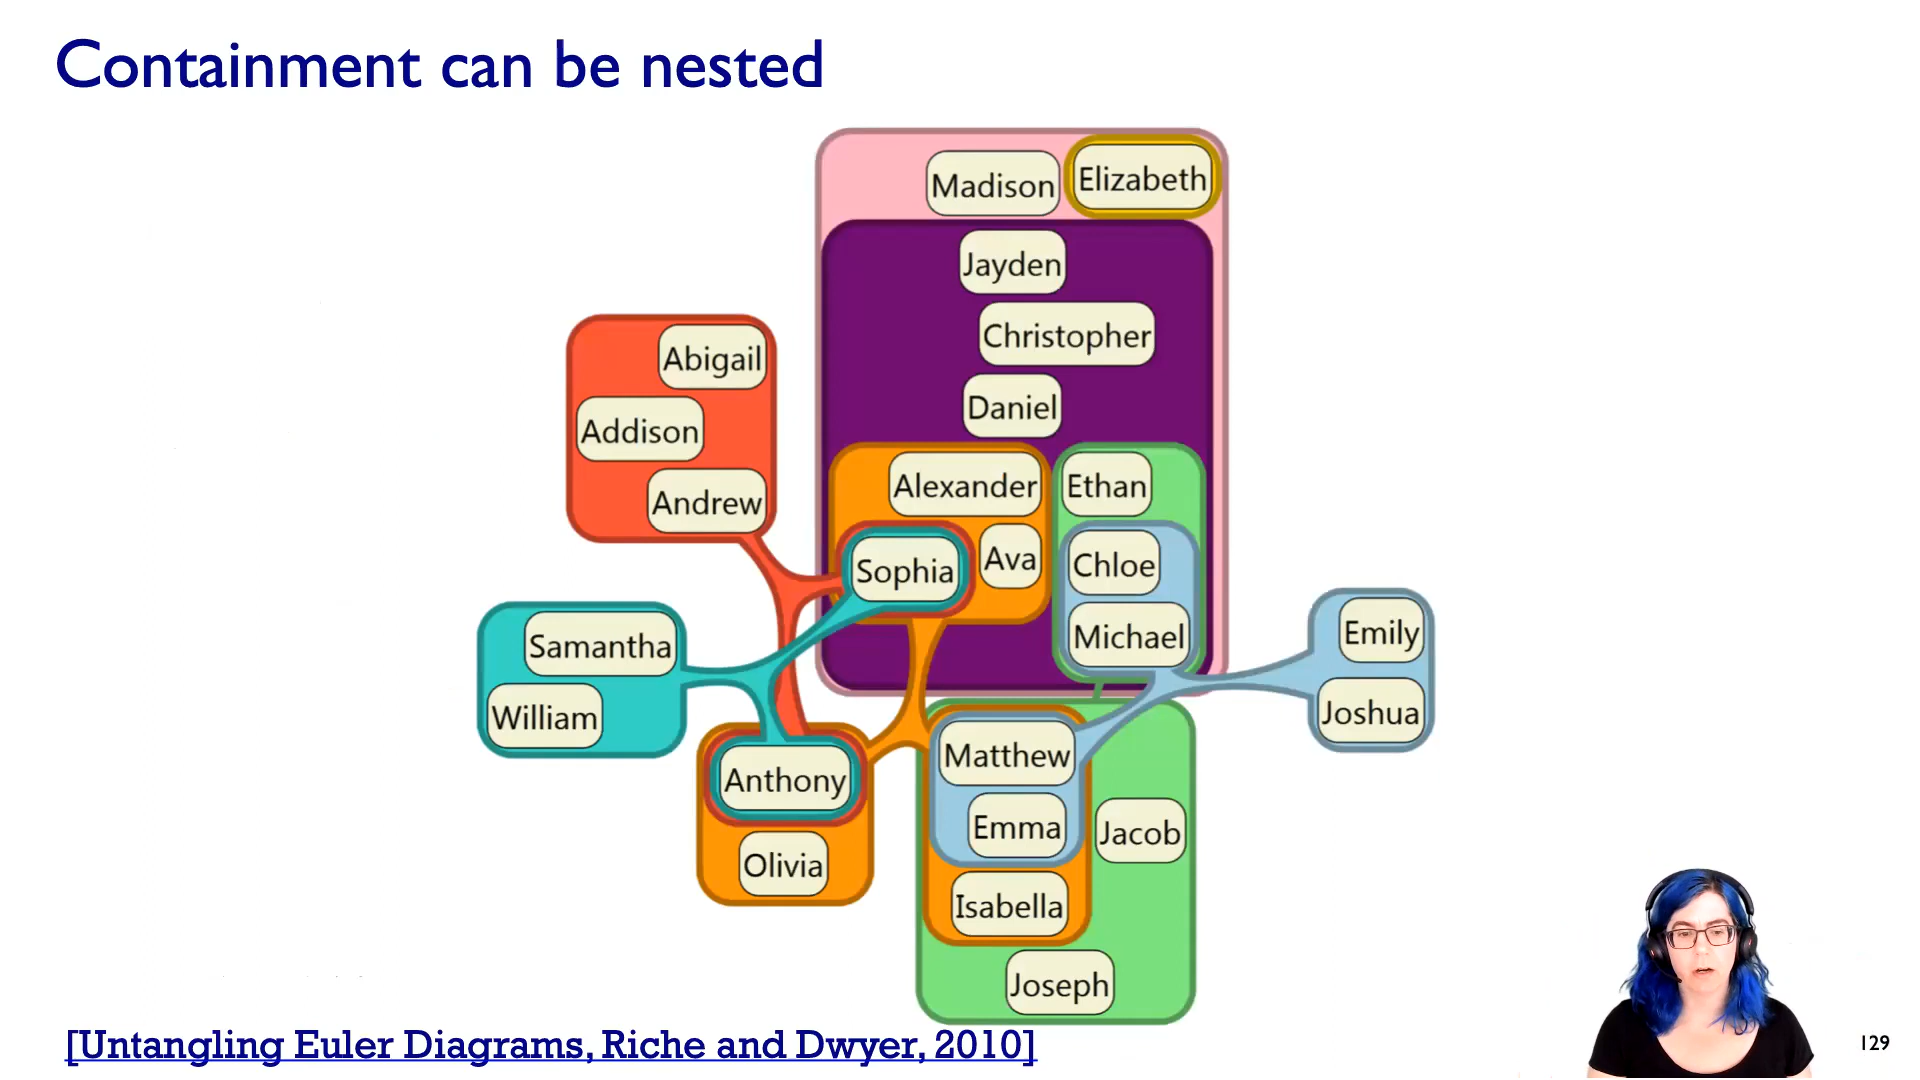 Containment can be nested
Madison
Elizabeth
Jayden
Christopher
Daniel
Abigail
Addison
Andrew
Alexander
Ethan
Sophia
Ava
Chloe
Michael
Samantha
William
Emily
Joshua
Anthony
Olivia
Matthew
Emma
Jacob
Isabella
Joseph
[Untangling Euler Diagrams, Riche and Dwyer, 2010]
129